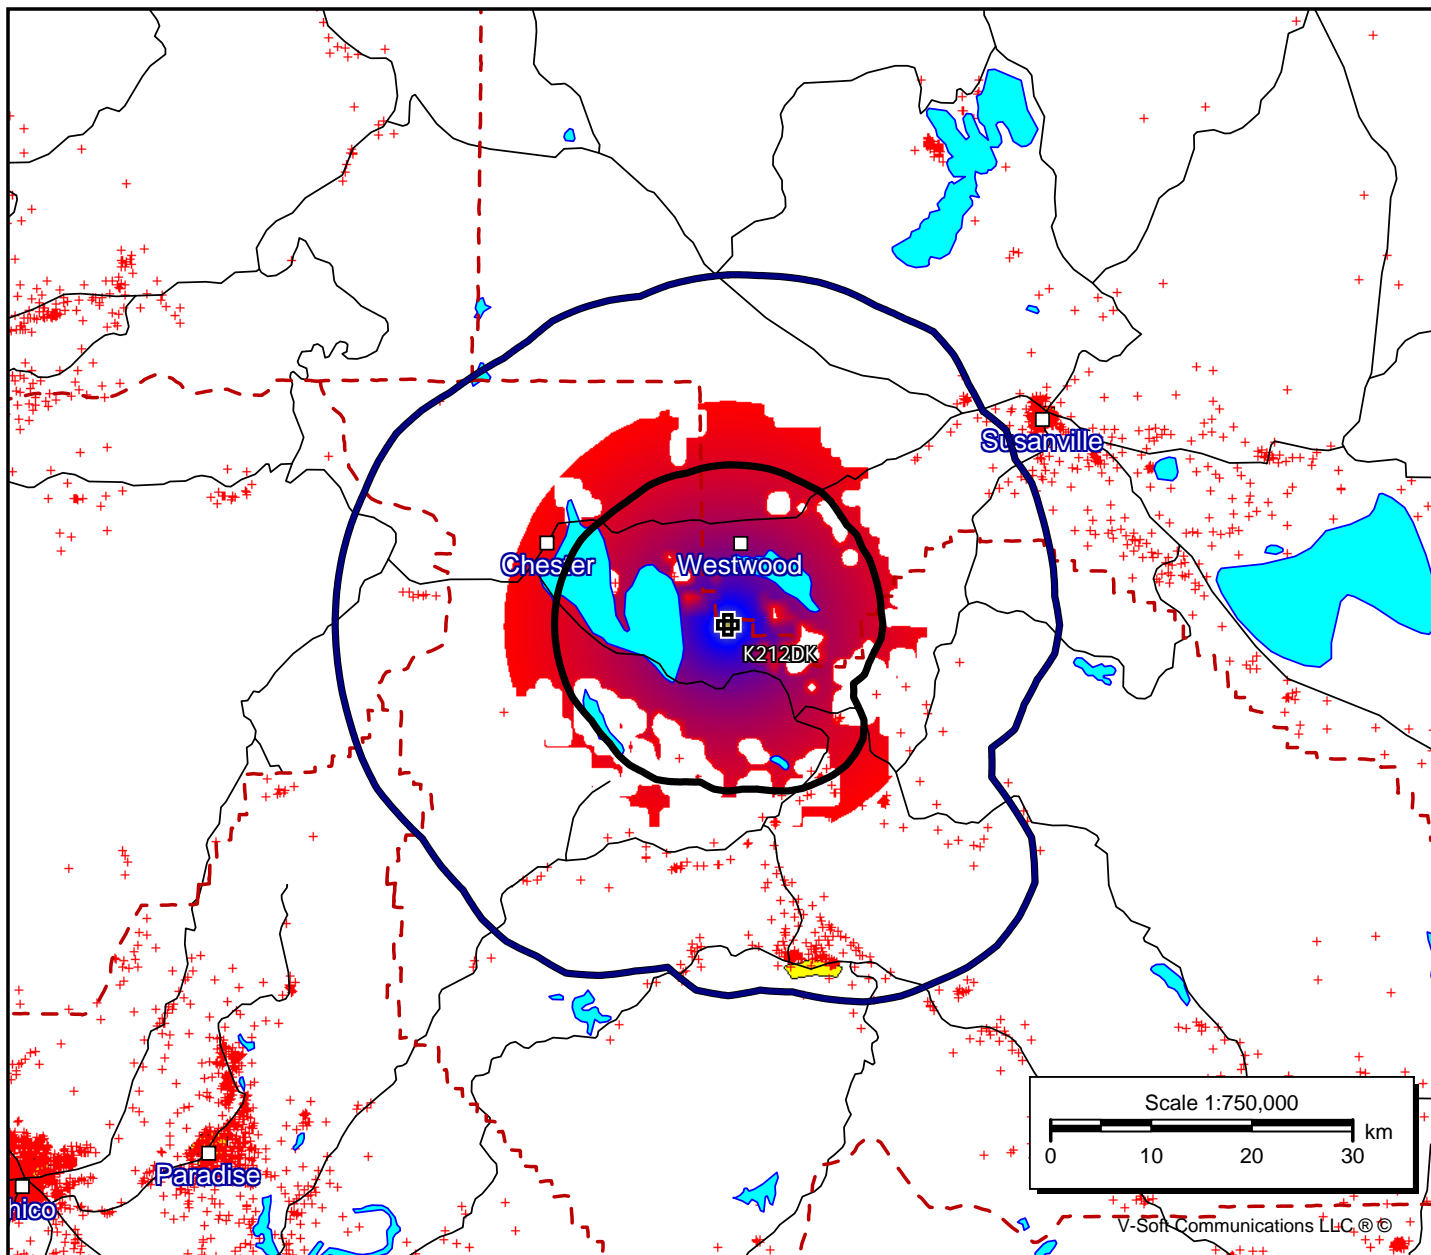 Susanville
Chester
Westwood
K212DK
Scale 1:750,000
km
0 10 20 30
Paradise
hico
V-Soft Communications LLC ® ©